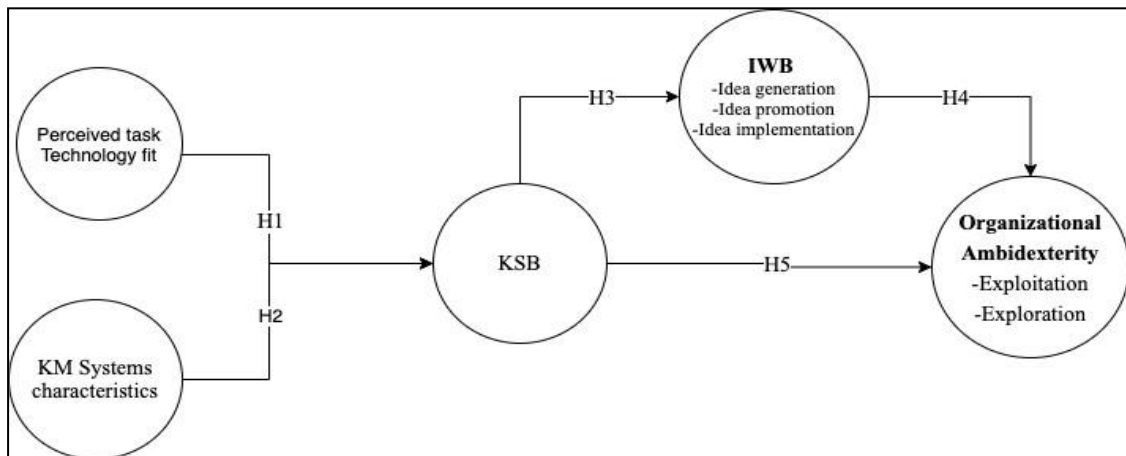 Perceived task
Technology fit
H1
H2
KM Systems
characteristics
KSB
H3
IWB
-Idea generation
-Idea promotion
-Idea implementation
H4
H5
Organizational
Ambidexterity
-Exploitation
-Exploration